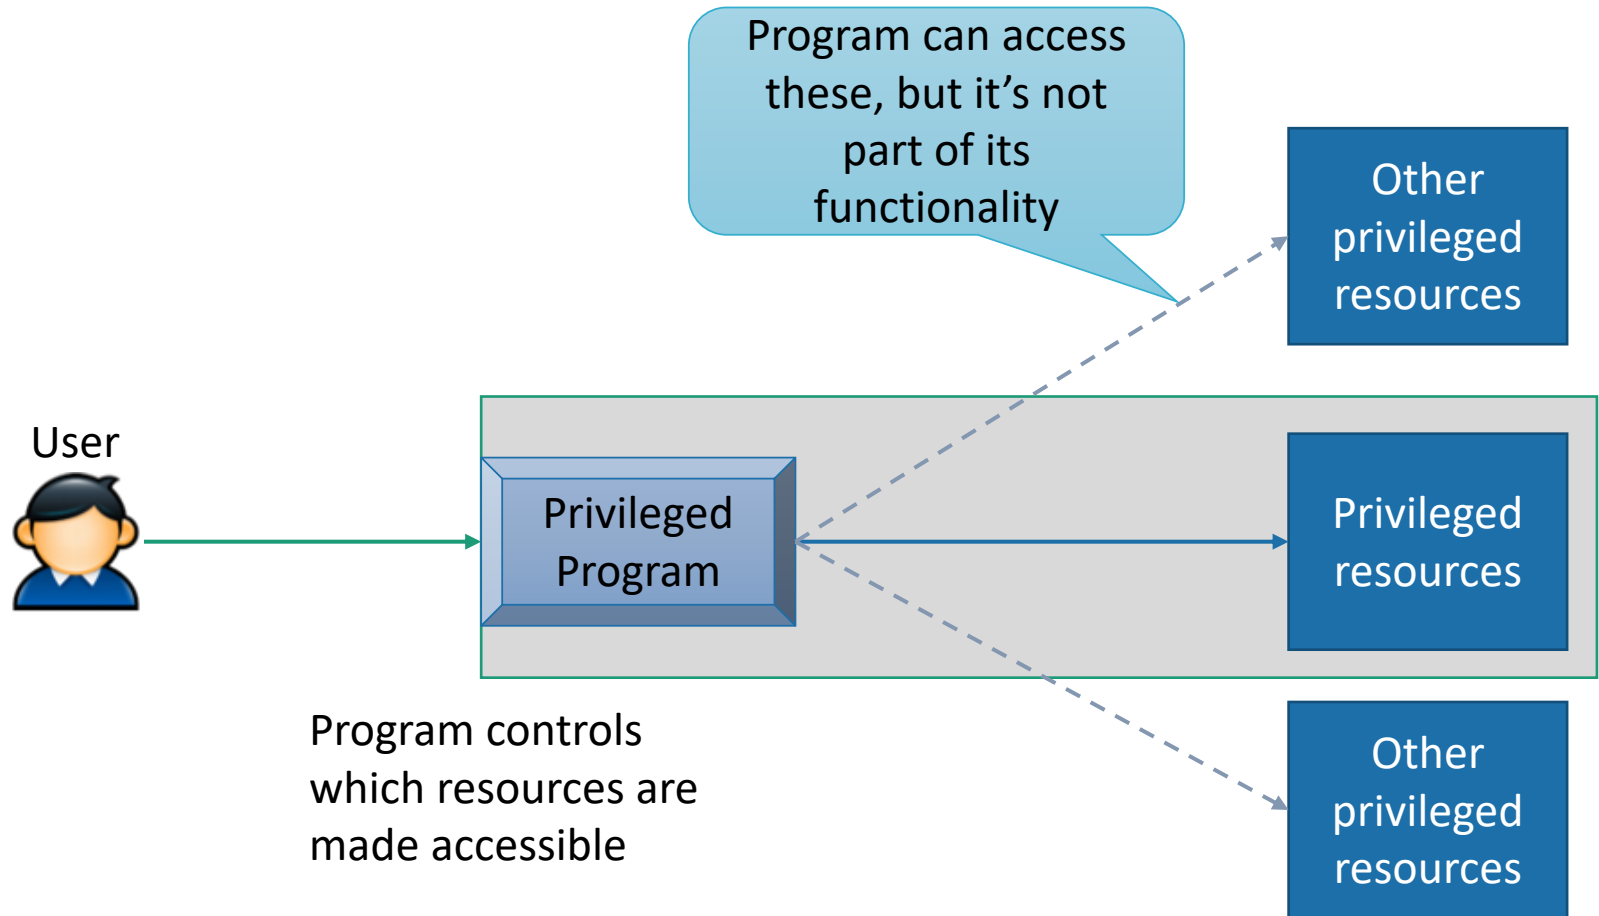 Program can access
these, but it’s not
part of its
functionality
Other
privileged
resources
User
Privileged
Program
Privileged
resources
Program controls
which resources are
made accessible
Other
privileged
resources